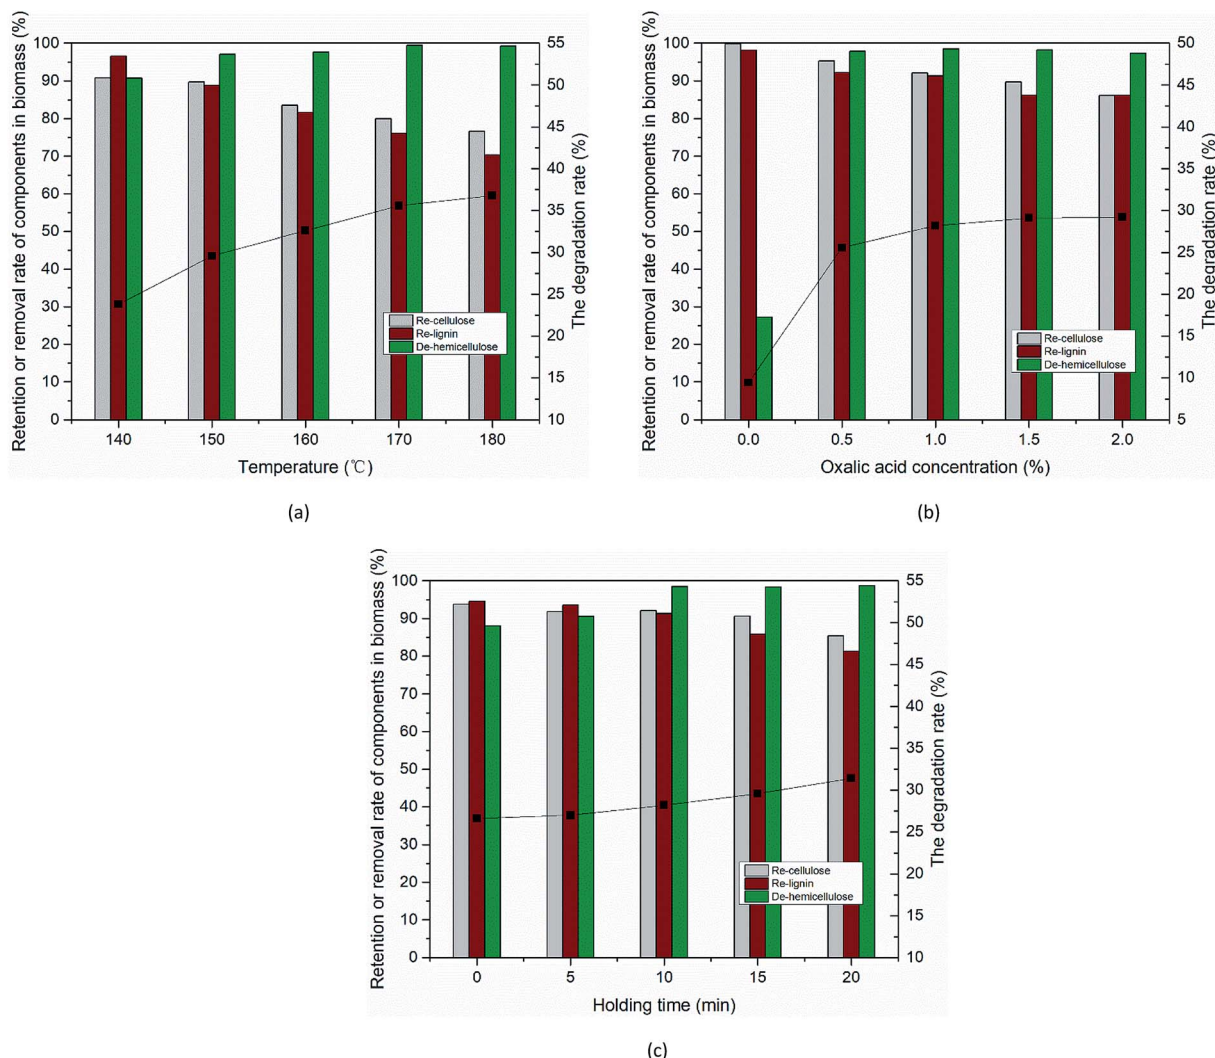 Retention or removal rate of components in biomass (%)
100
90
80
70
60
50
40
30
20
10
0
55
50
45
40
35
30
25
20
15
10
The degradation rate (%)
Re-cellulose
Re-lignin
De-hemicellulose
140 150 160 170 180
Temperature (℃)
(a)
Retention or removal rate of components in biomass (%)
100
90
80
70
60
50
40
30
20
10
0
50
45
40
35
30
25
20
15
10
5
The degradation rate (%)
Re-cellulose
Re-lignin
De-hemicellulose
0.0 0.5 1.0 1.5 2.0
Oxalic acid concentration (%)
(b)
Retention or removal rate of components in biomass (%)
100
90
80
70
60
50
40
30
20
10
0
55
50
45
40
35
30
25
20
15
10
The degradation rate (%)
Re-cellulose
Re-lignin
De-hemicellulose
0 5 10 15 20
Holding time (min)
(c)